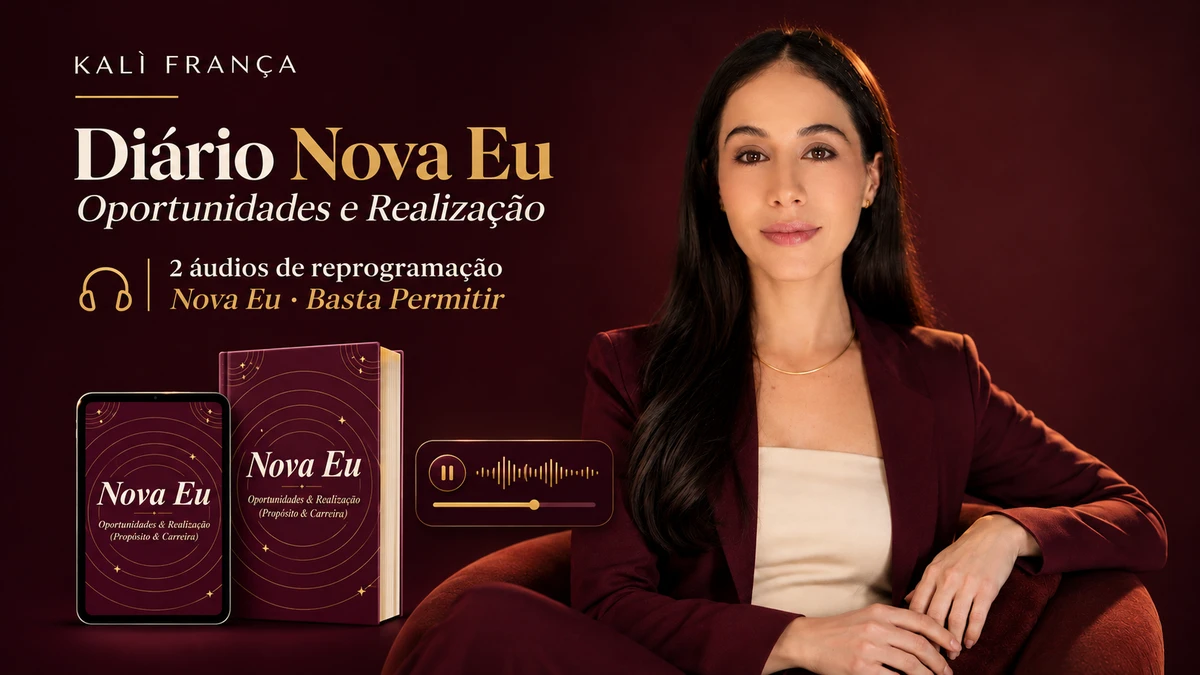 KALÌ FRANÇA
Diário Nova Eu
Oportunidades e Realização
2 áudios de reprogramação
Nova Eu · Basta Permitir
Nova Eu
Oportunidades & Realização
(Propósito & Carreira)
Nova Eu
Oportunidades & Realização
(Propósito & Carreira)